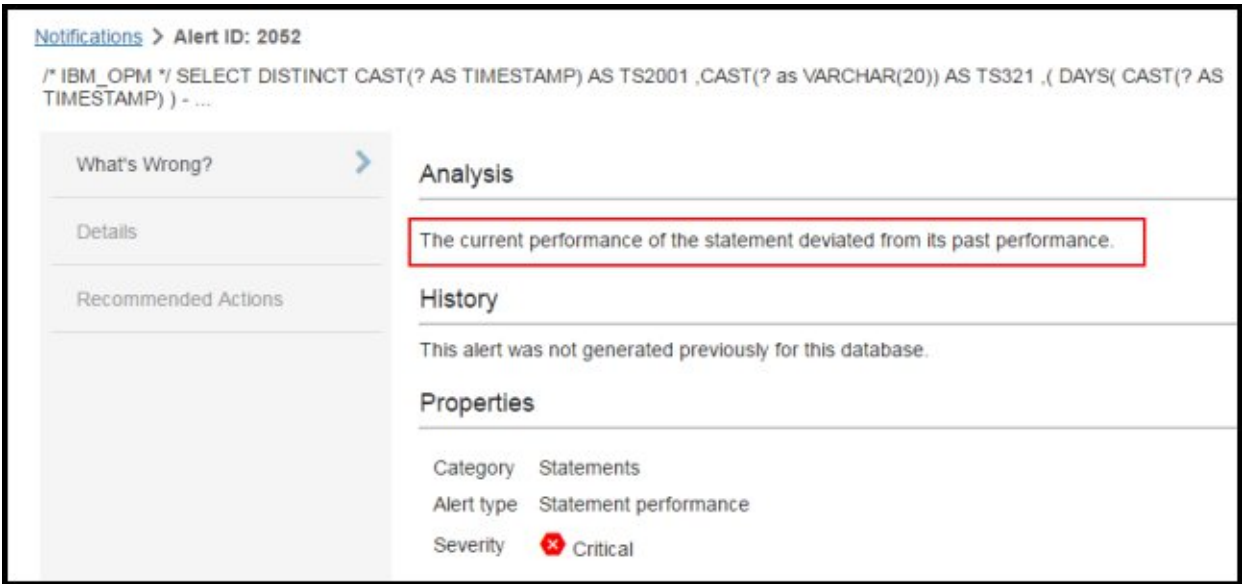 Notifications > Alert ID: 2052
/* IBM_OPM */ SELECT DISTINCT CAST(? AS TIMESTAMP) AS TS2001 ,CAST(? as VARCHAR(20)) AS TS321 ,( DAYS( CAST(? AS
TIMESTAMP) ) - ...
What's Wrong?
Details
Recommended Actions
Analysis
The current performance of the statement deviated from its past performance.
History
This alert was not generated previously for this database.
Properties
Category Statements
Alert type Statement performance
Severity Critical